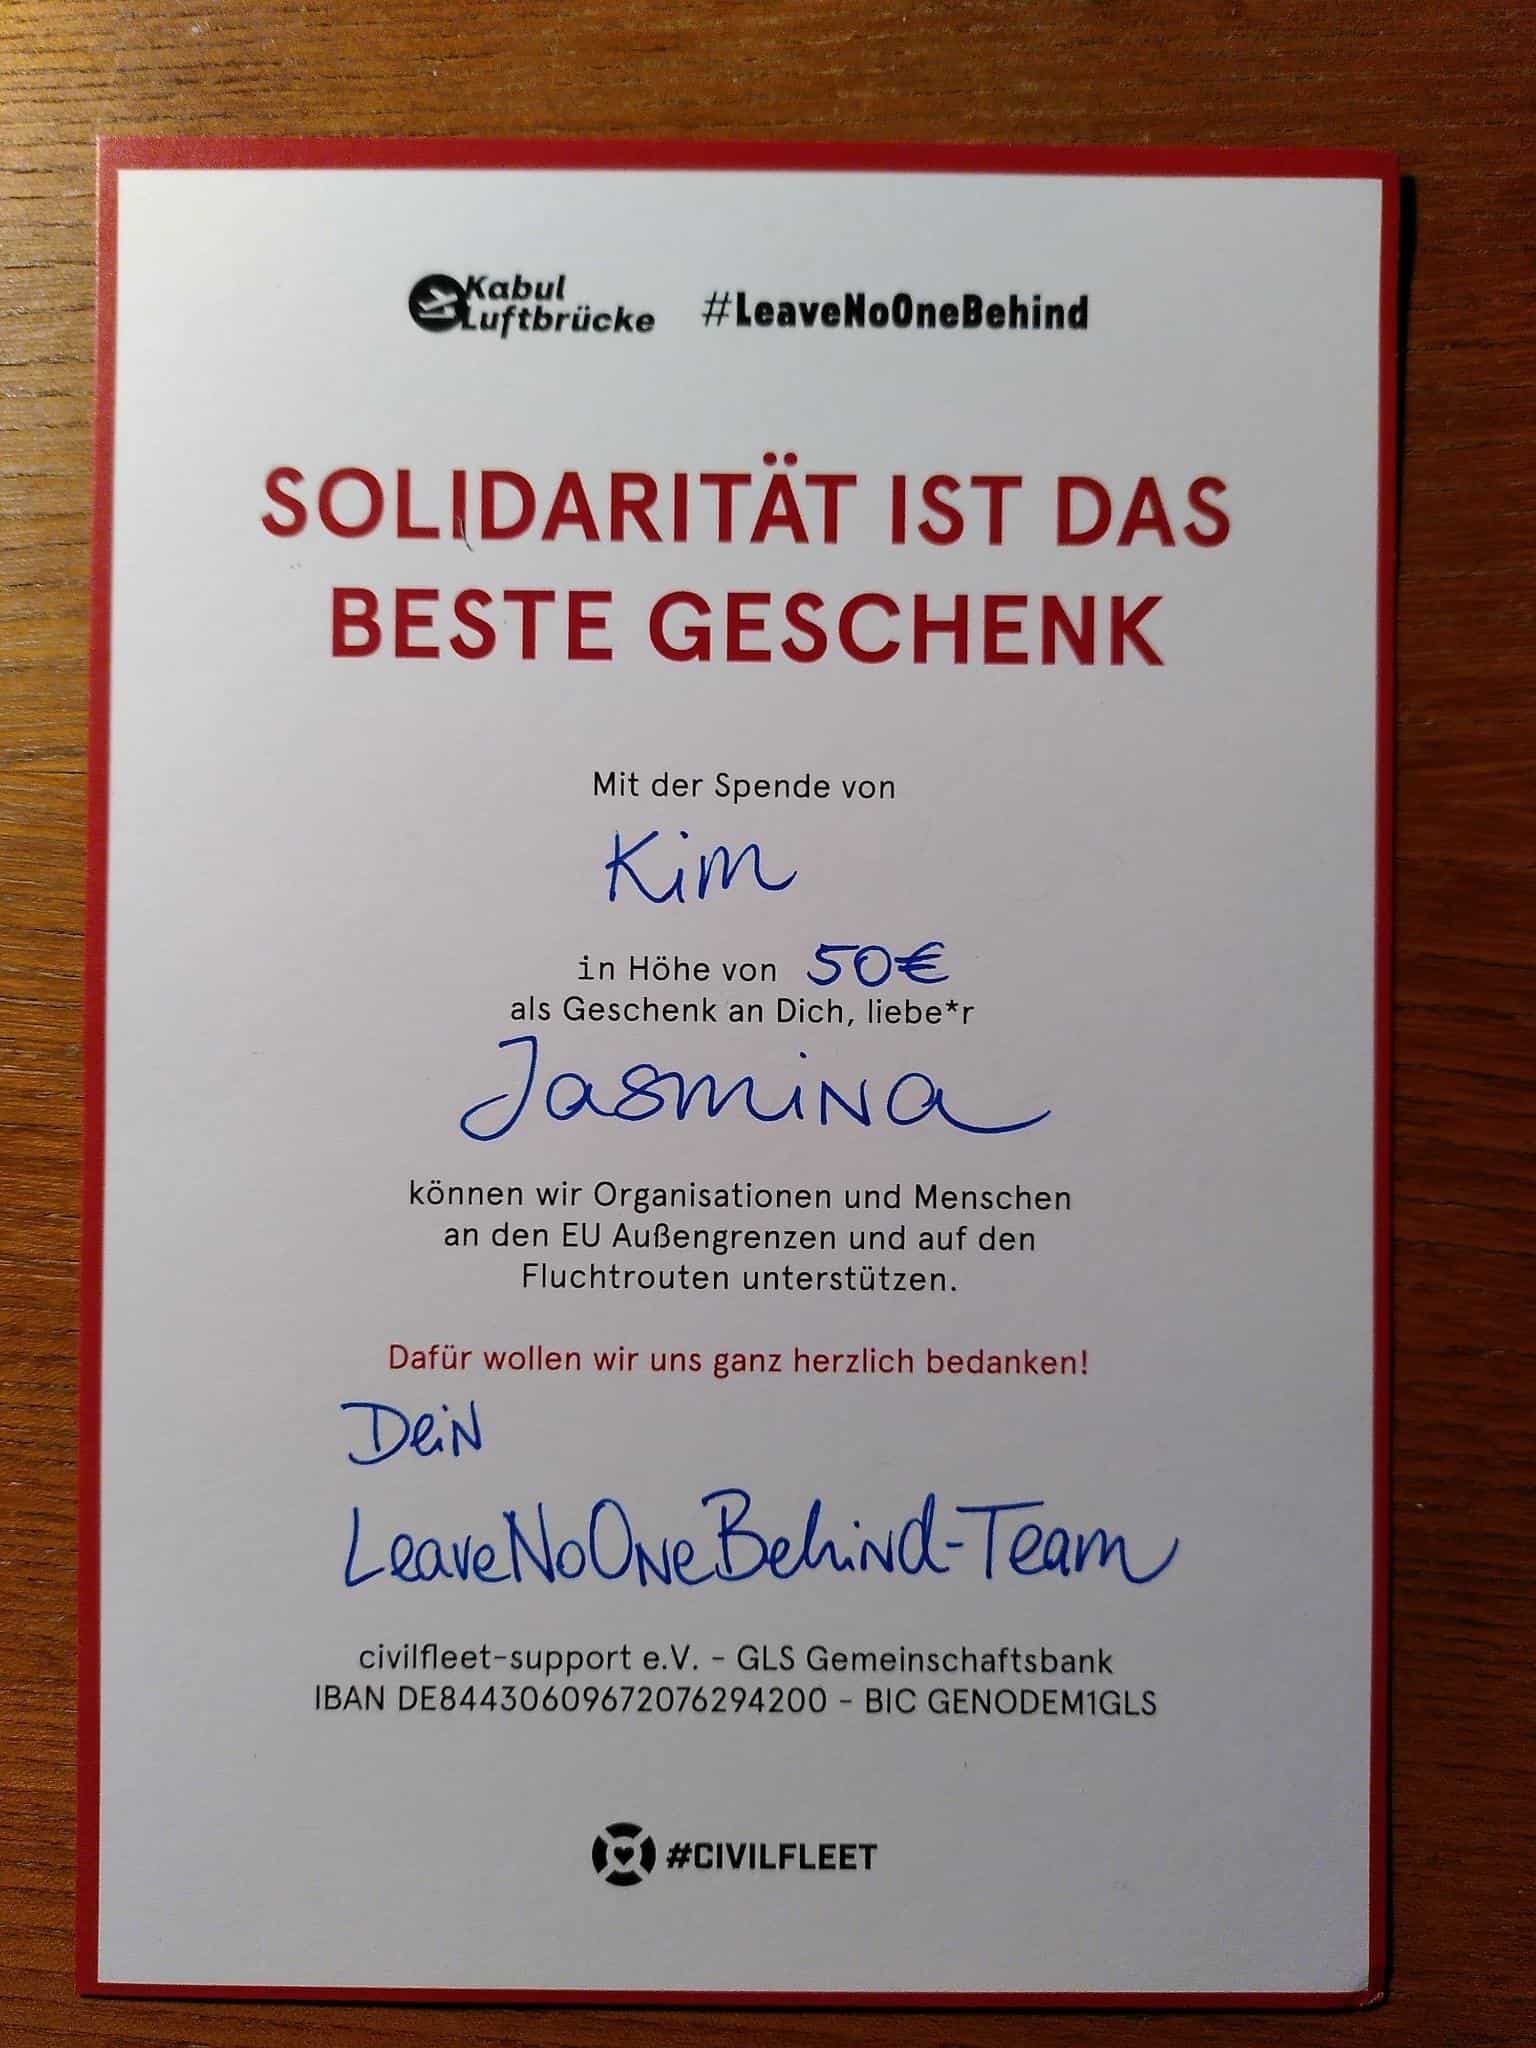 Kabul
Luftbrücke
#LeaveNoOneBehind
SOLIDARITÄT IST DAS
BESTE GESCHENK
Mit der Spende von
Kim
in Höhe von 50€
als Geschenk an Dich, liebe*r
Jasmina
können wir Organisationen und Menschen
an den EU Außengrenzen und auf den
Fluchtrouten unterstützen.
Dafür wollen wir uns ganz herzlich bedanken!
Dein
LeaveNoOneBehind-Team
civilfleet-support e.V. - GLS Gemeinschaftsbank
IBAN DE84430609672076294200 - BIC GENODEM1GLS
#CIVILFLEET